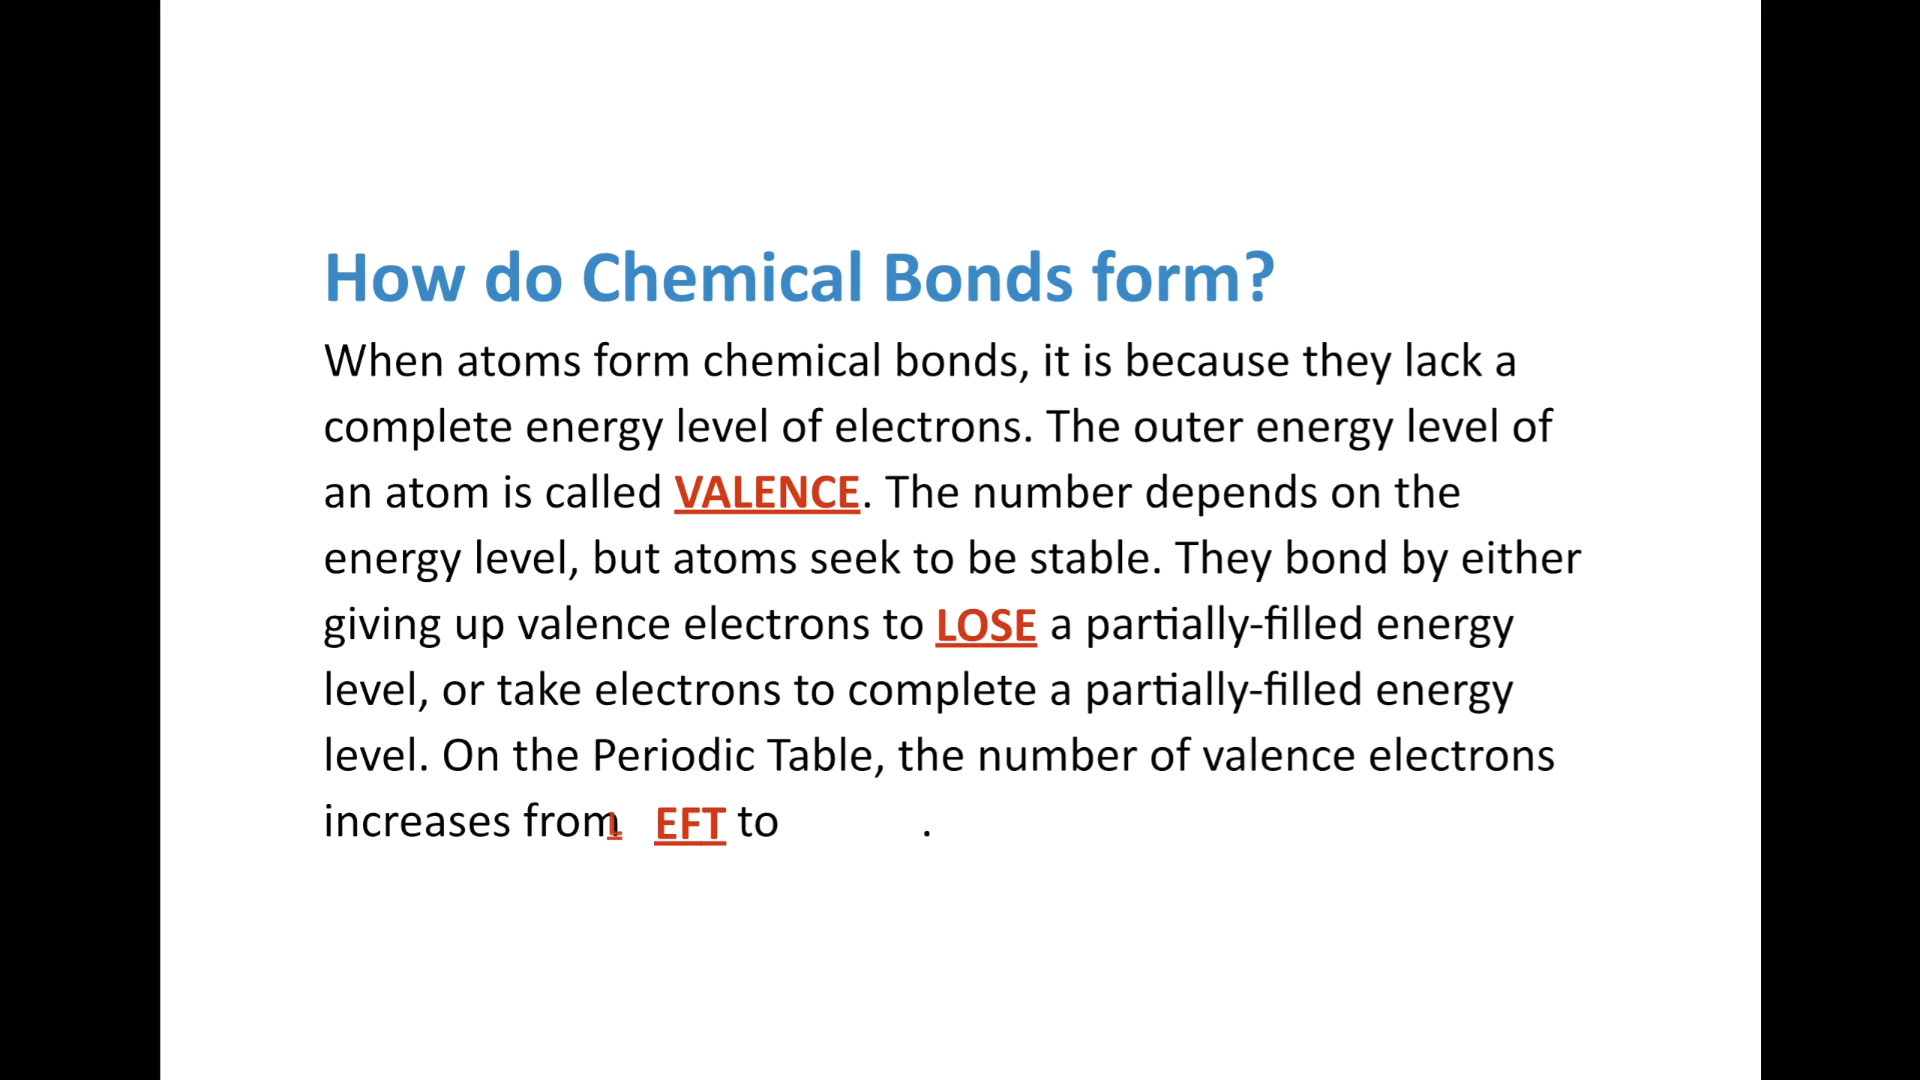 How do Chemical Bonds form?
When atoms form chemical bonds, it is because they lack a
complete energy level of electrons. The outer energy level of
an atom is called VALENCE. The number depends on the
energy level, but atoms seek to be stable. They bond by either
giving up valence electrons to LOSE a partially-filled energy
level, or take electrons to complete a partially-filled energy
level. On the Periodic Table, the number of valence electrons
increases from L EFT to .